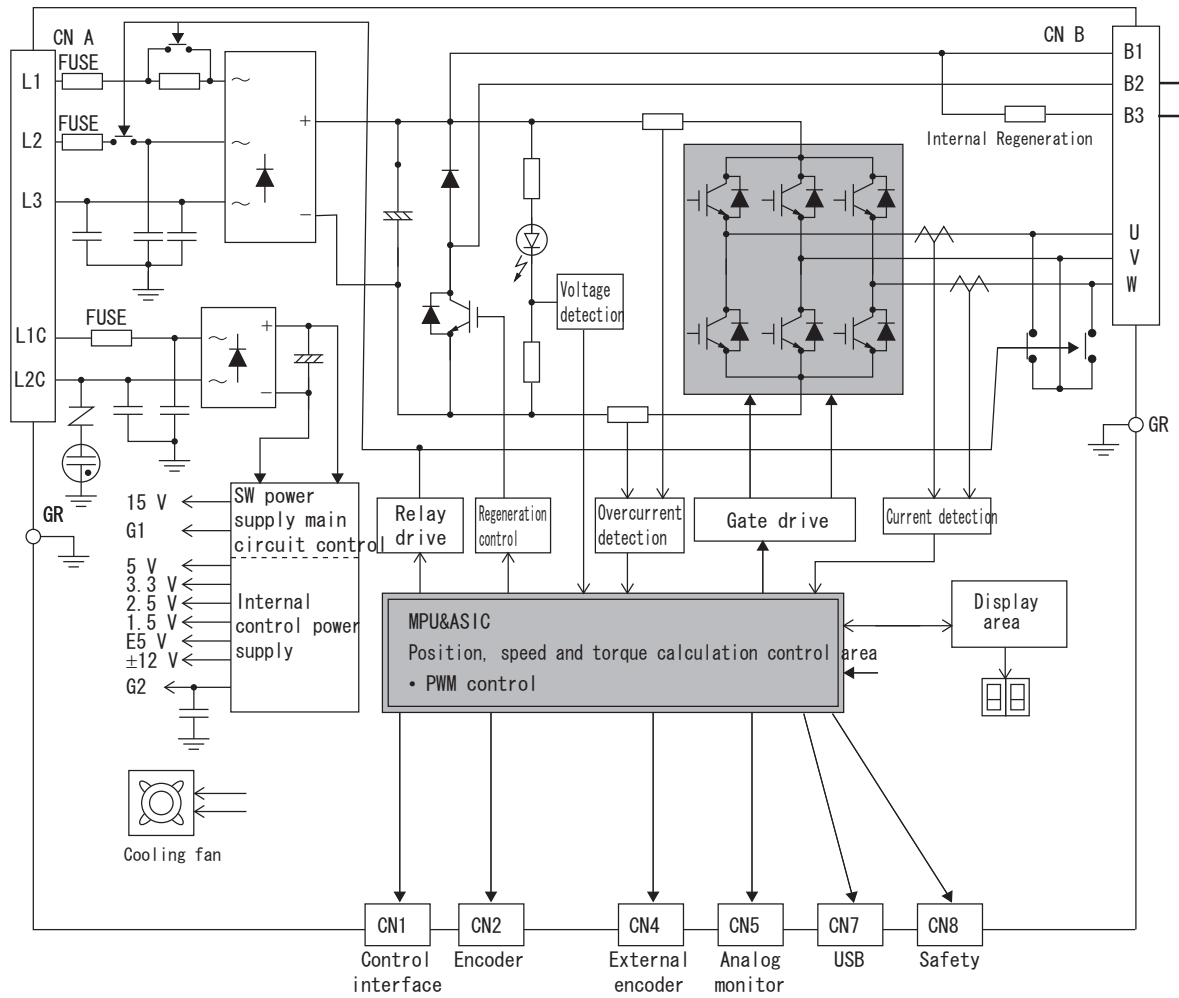 CN A
CN B
FUSE
L1
FUSE
L2
L3
FUSE
L1C
L2C
+
−
+
−
B1
B2
B3
Internal Regeneration
U
V
W
GR
GR
Voltage
detection
15 V
G1
5 V
3.3 V
2.5 V
1.5 V
E5 V
±12 V
G2
SW power
supply main
circuit control
Internal
control power
supply
Relay
drive
Regeneration
control
Overcurrent
detection
Gate drive
Current detection
MPU&ASIC
Position, speed and torque calculation control area
• PWM control
Display
area
Cooling fan
CN1
CN2
CN4
CN5
CN7
CN8
Control
interface
Encoder
External
encoder
Analog
monitor
USB
Safety